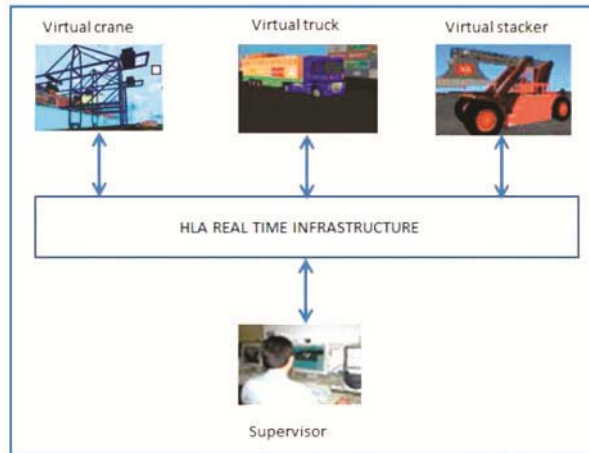 Virtual crane
Virtual truck
Virtual stacker
HLA REAL TIME INFRASTRUCTURE
Supervisor